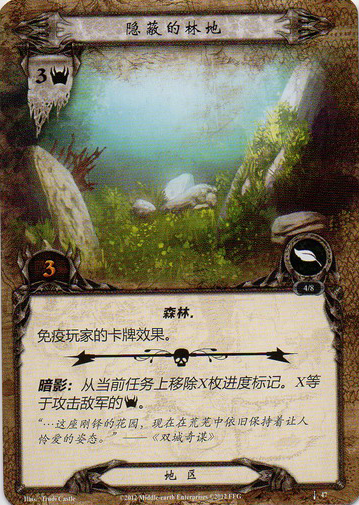 隐蔽的林地
3
3
4/8
森林.
免疫玩家的卡牌效果。
暗影：从当前任务上移除X枚进度标记。X等
于攻击敌军的。
“…这座刚铎的花园，现在在荒芜中依旧保持着让人
怜爱的姿态。” ——《双城奇谋》
地区
Illus. Trudi Castle
©2012 Middle-earth Enterprises ©2012 FFG
47